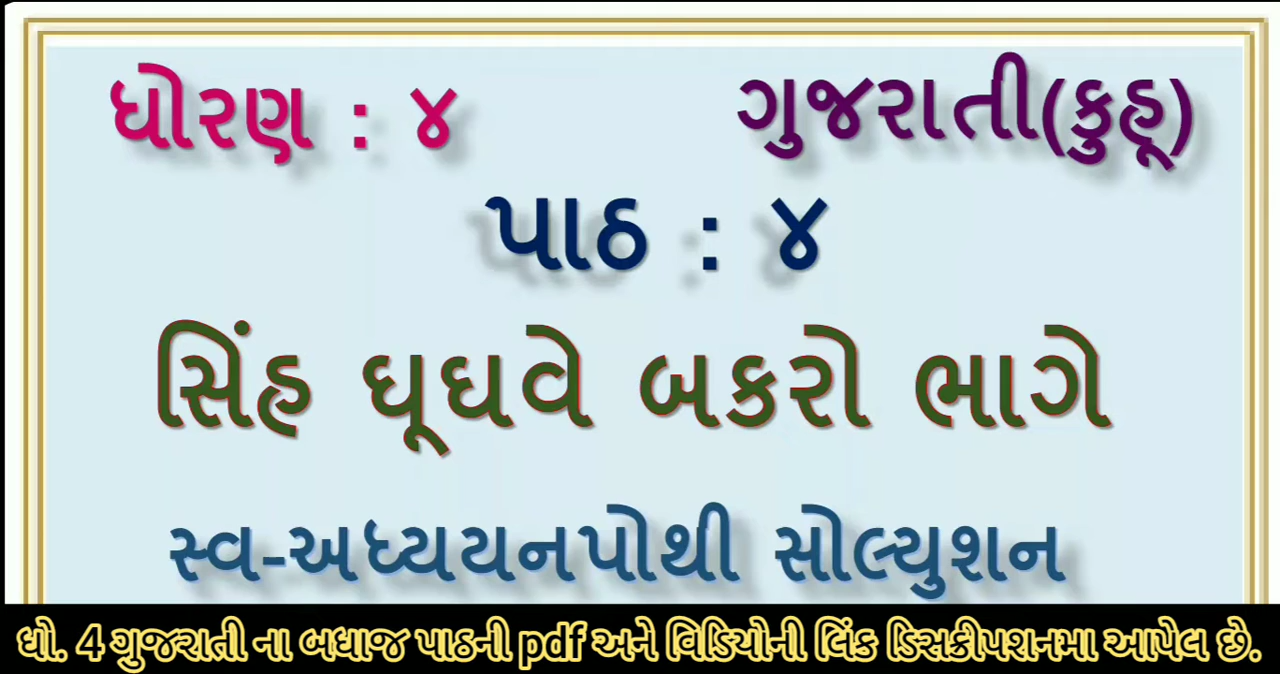 ધોરણ : ૪ ગુજરાતી(કુહૂ)
પાઠ : ૪
સિંહ ઘૂઘવે બકરો ભાગે
સ્વ-અધ્યયનપોથી સોલ્યુશન
ધો. 4 ગુજરાતી ના બધાજ પાઠની pdf અને વિડિયોની લિંક ડિસક્રીપશનમા આપેલ છે.